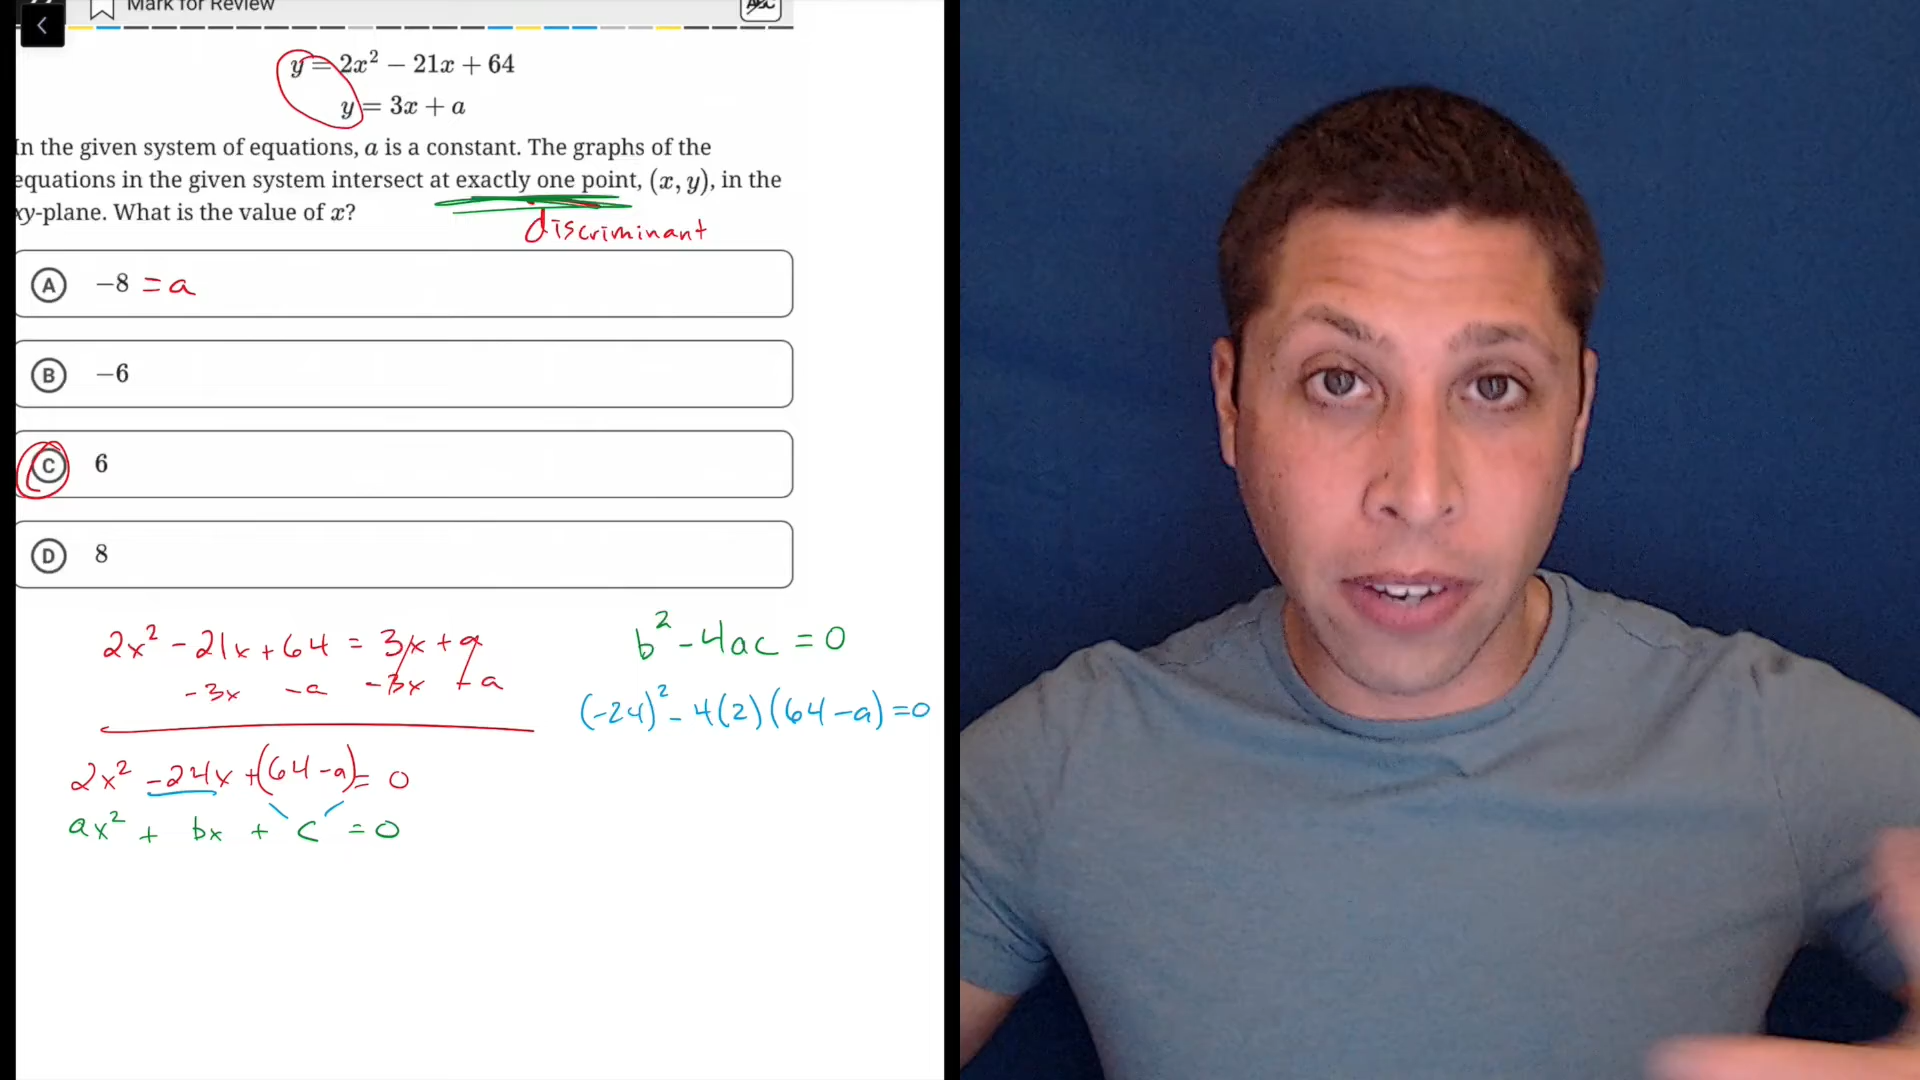 Mark for Review
ABC
y = 2x² − 21x + 64
y = 3x + a
In the given system of equations, a is a constant. The graphs of the
equations in the given system intersect at exactly one point, (x, y), in the
xy-plane. What is the value of x?
discriminant
A −8 = a
B −6
C 6
D 8
2x² - 21x + 64 = 3x + a
-3x -a -3x -a
2x² -24x + (64 - a) = 0
ax² + bx + c = 0
b² - 4ac = 0
(-24)² - 4(2)(64 - a) = 0